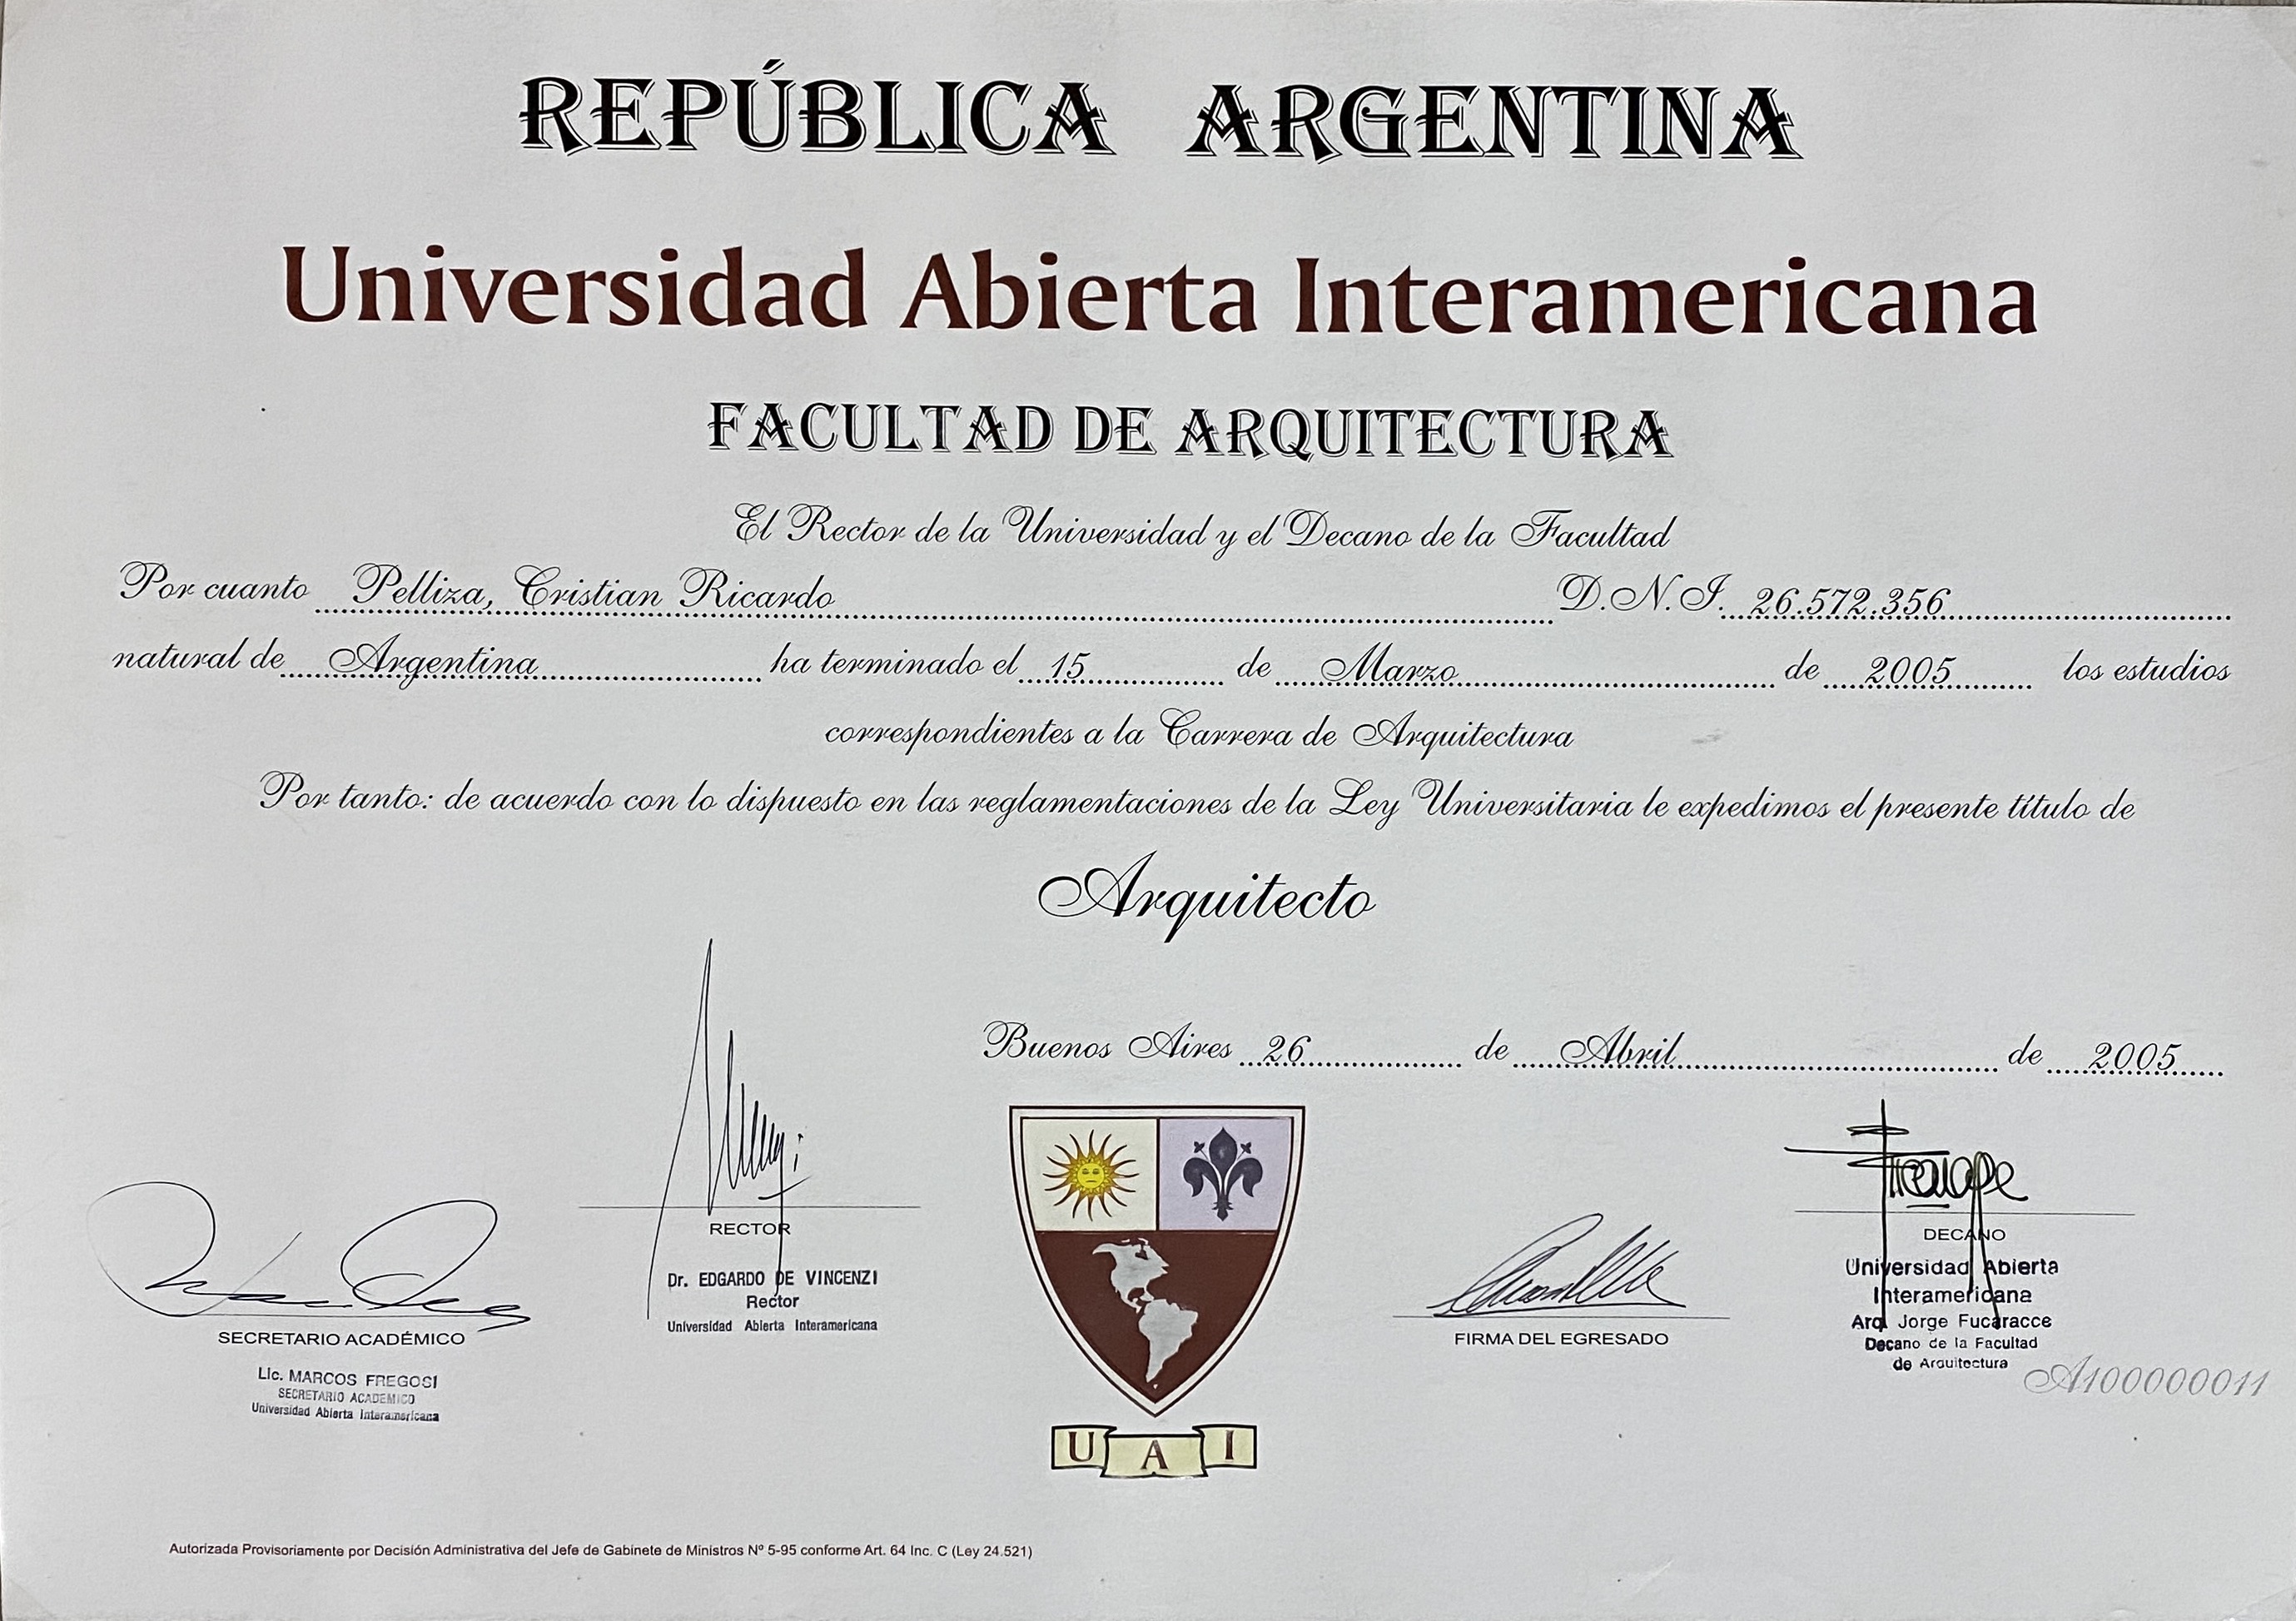 REPÚBLICA ARGENTINA
Universidad Abierta Interamericana
FACULTAD DE ARQUITECTURA
El Rector de la Universidad y el Decano de la Facultad
Por cuanto Pelliza, Cristian Ricardo D.N.I. 26.572.356
natural de Argentina ha terminado el 15 de Marzo de 2005 los estudios
correspondientes a la Carrera de Arquitectura
Por tanto: de acuerdo con lo dispuesto en las reglamentaciones de la Ley Universitaria le expedimos el presente título de
Arquitecto
Buenos Aires 26 de Abril de 2005
SECRETARIO ACADÉMICO
Lic. MARCOS FREGOSI
SECRETARIO ACADEMICO
Universidad Abierta Interamericana
RECTOR
Dr. EDGARDO DE VINCENZI
Rector
Universidad Abierta Interamericana
U A I
FIRMA DEL EGRESADO
DECANO
Universidad Abierta
Interamericana
Arq. Jorge Fucaracce
Decano de la Facultad
de Arquitectura
A100000011
Autorizada Provisoriamente por Decisión Administrativa del Jefe de Gabinete de Ministros Nº 5-95 conforme Art. 64 Inc. C (Ley 24.521)